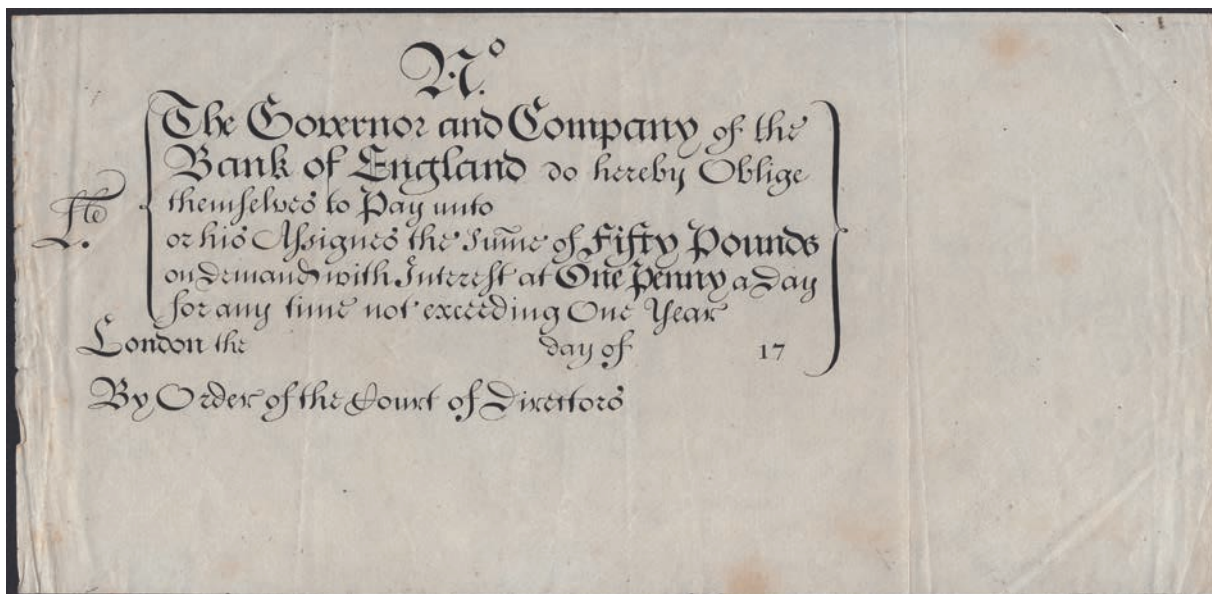 No.
The Governor and Company of the
Bank of England do hereby Oblige
themselves to Pay unto
or his Assignes the Sum̅e of Fifty Pounds
on demand with Interest at One Penny a Day
for any time not exceeding One Year
London the day of 17
By Order of the Court of Directors